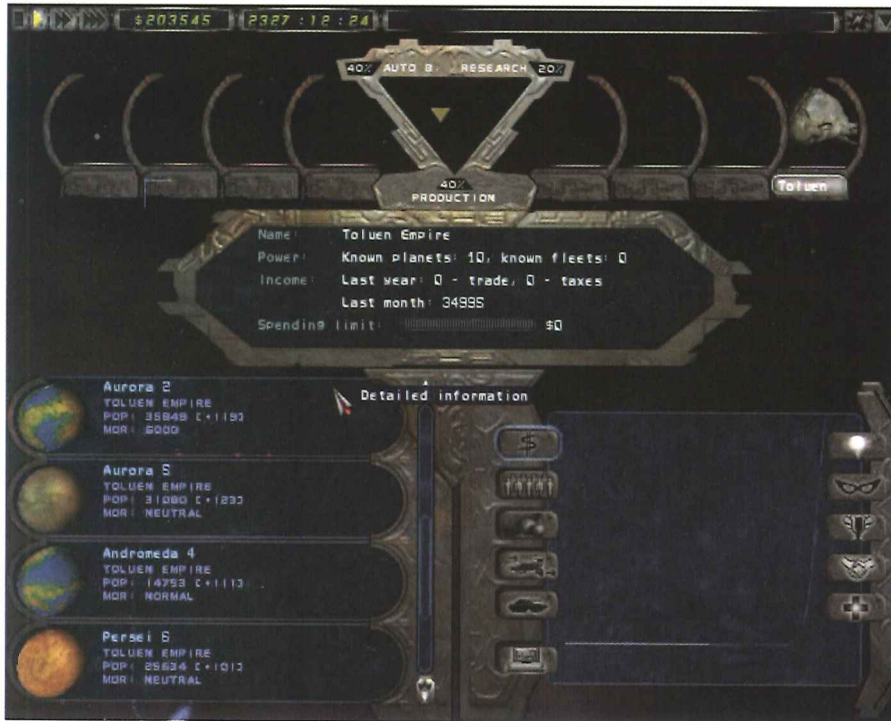 $203545 2327:12:24
40% AUTO B. RESEARCH 20%
40%
PRODUCTION
Toluen
Name: Toluen Empire
Power: Known planets: 10, known fleets: 0
Income: Last year: 0 - trade, 0 - taxes
Last month: 34995
Spending limit: $0
Detailed information
Aurora 2
TOLUEN EMPIRE
POP: 35849 [+119]
MOR: GOOD
Aurora 5
TOLUEN EMPIRE
POP: 31080 [+123]
MOR: NEUTRAL
Andromeda 4
TOLUEN EMPIRE
POP: 14753 [+111]
MOR: NORMAL
Persei 6
TOLUEN EMPIRE
POP: 25634 [+101]
MOR: NEUTRAL
$